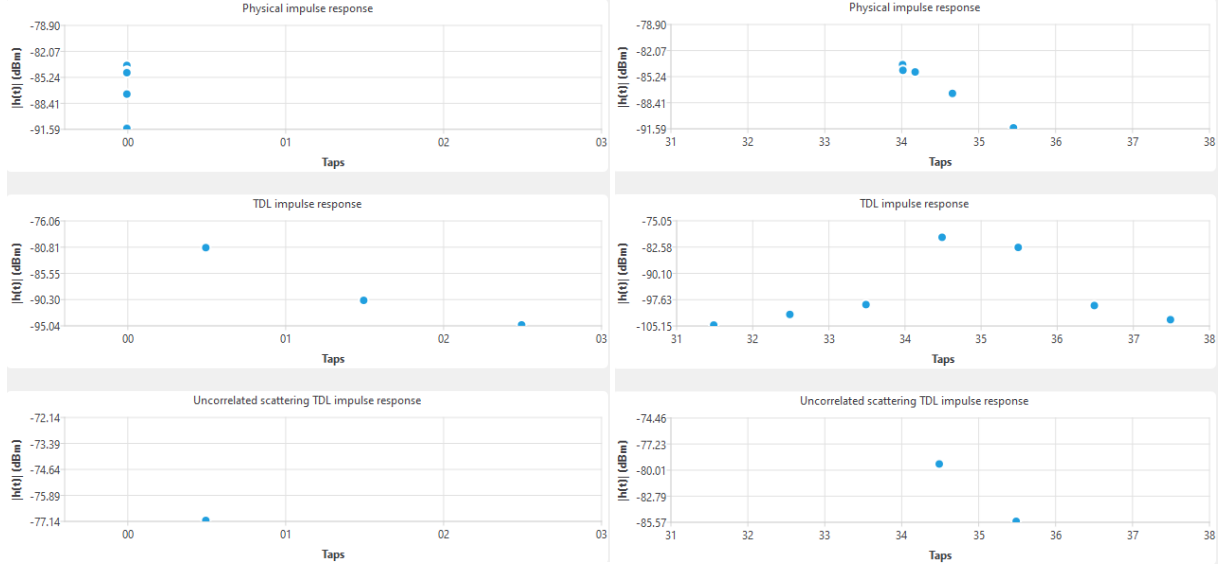 Physical impulse response
|h(t)| (dBm)
-78.90
-82.07
-85.24
-88.41
-91.59
00 01 02 03
Taps
TDL impulse response
|h(t)| (dBm)
-76.06
-80.81
-85.55
-90.30
-95.04
00 01 02 03
Taps
Uncorrelated scattering TDL impulse response
|h(t)| (dBm)
-72.14
-73.39
-74.64
-75.89
-77.14
00 01 02 03
Taps
Physical impulse response
|h(t)| (dBm)
-78.90
-82.07
-85.24
-88.41
-91.59
31 32 33 34 35 36 37 38
Taps
TDL impulse response
|h(t)| (dBm)
-75.05
-82.58
-90.10
-97.63
-105.15
31 32 33 34 35 36 37 38
Taps
Uncorrelated scattering TDL impulse response
|h(t)| (dBm)
-74.46
-77.23
-80.01
-82.79
-85.57
31 32 33 34 35 36 37 38
Taps